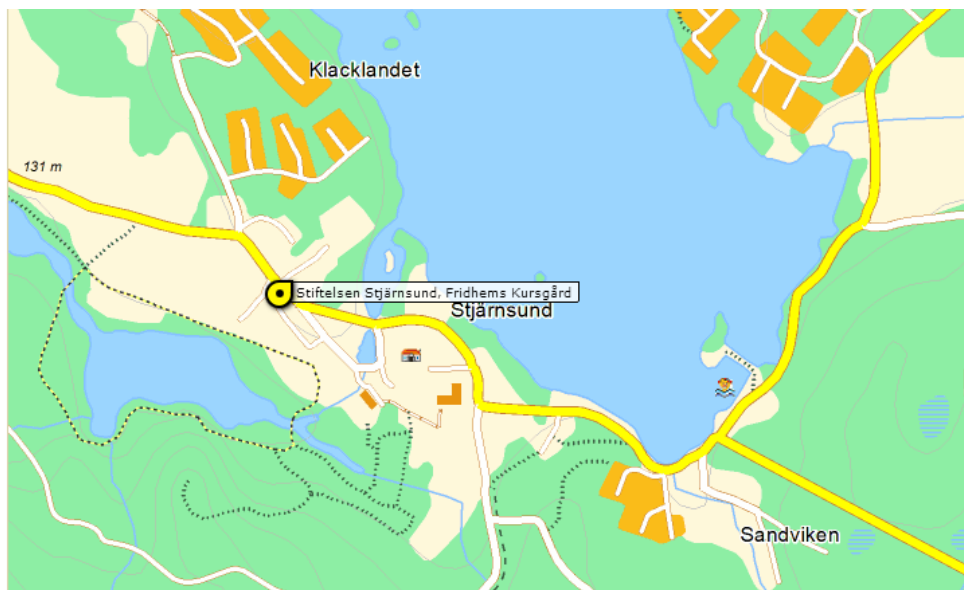 Klacklandet
131 m
Stiftelsen Stjärnsund, Fridhems Kursgård
Stjärnsund
Sandviken